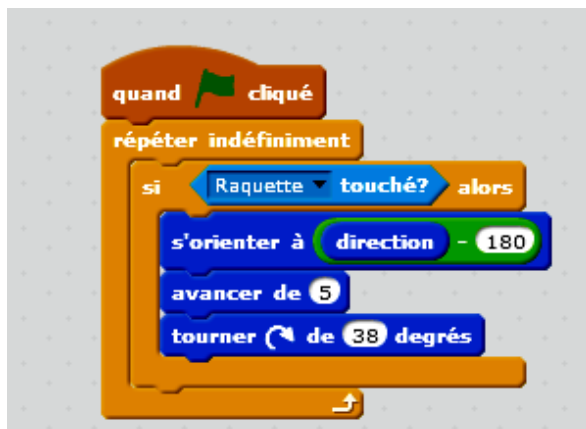 quand cliqué
répéter indéfiniment
si Raquette touché? alors
s'orienter à direction - 180
avancer de 5
tourner de 38 degrés